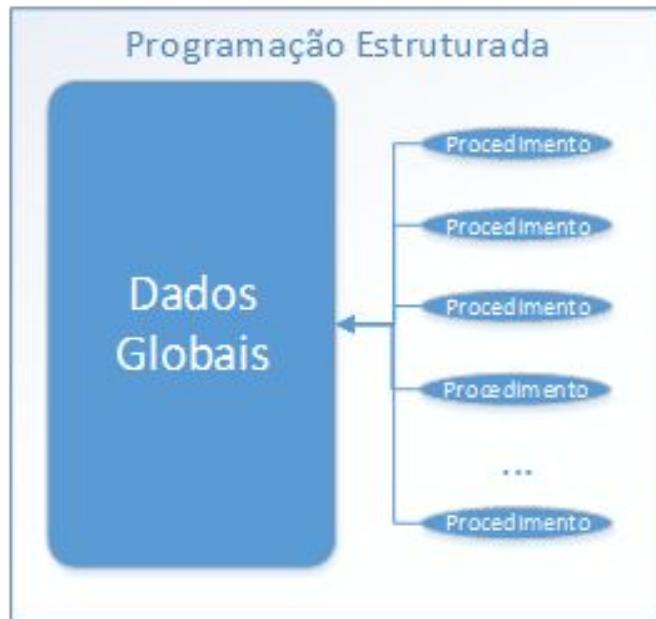 Programação Estruturada
Dados
Globais
Procedimento
Procedimento
Procedimento
Procedimento
...
Procedimento